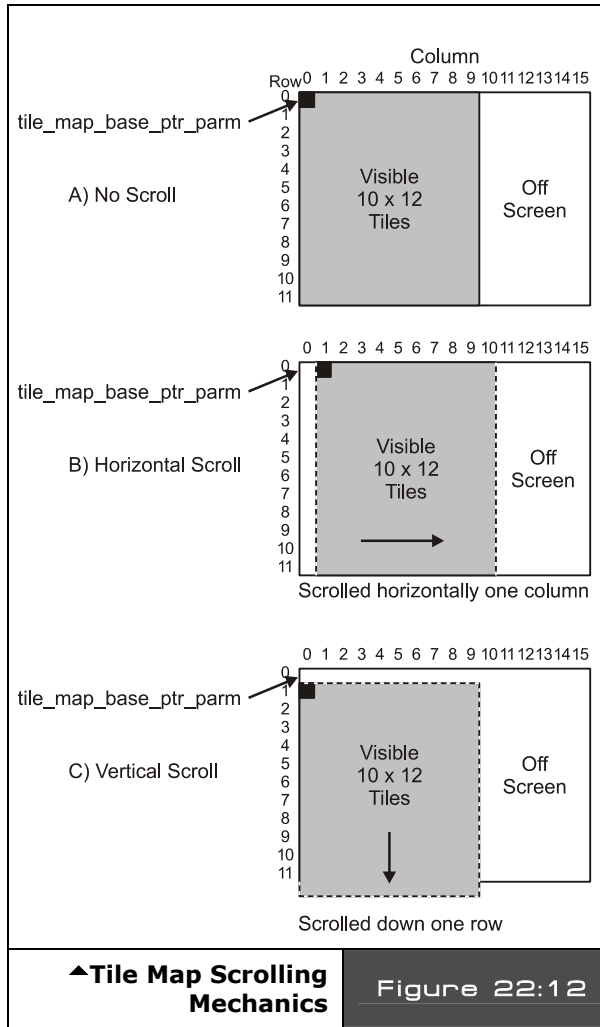 Column
Row 0 1 2 3 4 5 6 7 8 9 10 11 12 13 14 15
0
tile_map_base_ptr_parm
1
2
3
4
A) No Scroll
5
6
7
8
9
10
11
Visible
10 x 12
Tiles
Off
Screen
0 1 2 3 4 5 6 7 8 9 10 11 12 13 14 15
0
tile_map_base_ptr_parm
1
2
3
4
B) Horizontal Scroll
5
6
7
8
9
10
11
Visible
10 x 12
Tiles
Off
Screen
Scrolled horizontally one column
0 1 2 3 4 5 6 7 8 9 10 11 12 13 14 15
0
tile_map_base_ptr_parm
1
2
3
4
C) Vertical Scroll
5
6
7
8
9
10
11
Visible
10 x 12
Tiles
Off
Screen
Scrolled down one row
Tile Map Scrolling
Mechanics
Figure 22:12